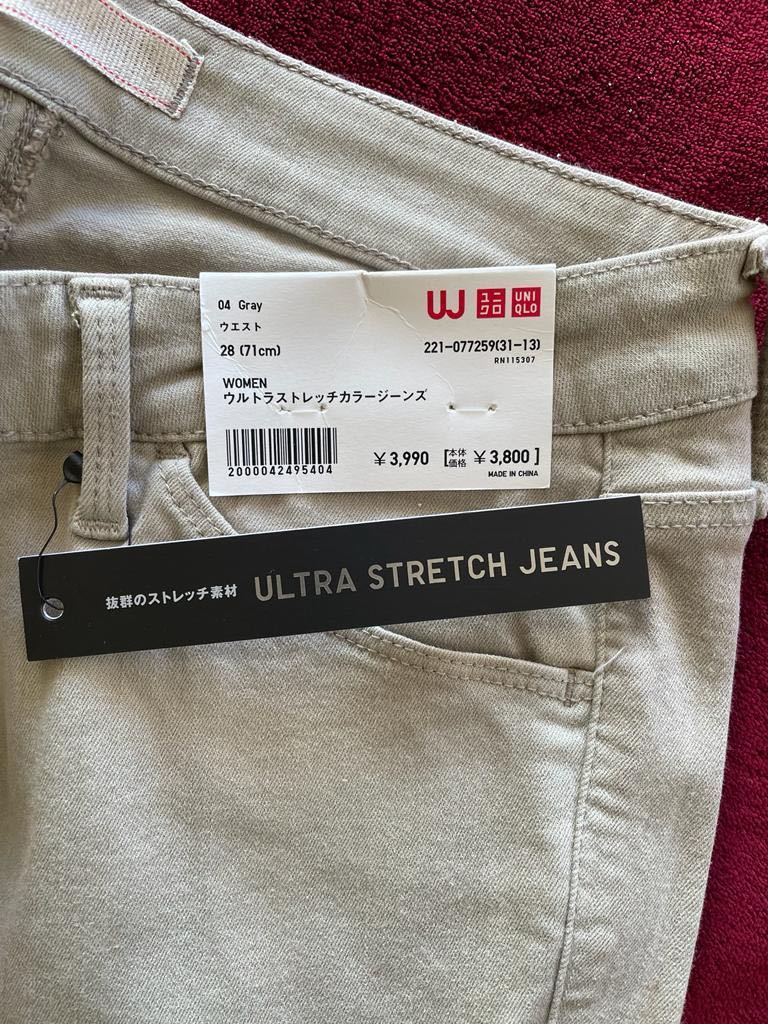 04 Gray
UJ ユニクロ UNIQLO
ウエスト
28 (71cm)
221-077259(31-13)
RN115307
WOMEN
ウルトラストレッチカラージーンズ
2000042495404
¥3,990 [本体価格 ¥3,800]
MADE IN CHINA
抜群のストレッチ素材 ULTRA STRETCH JEANS